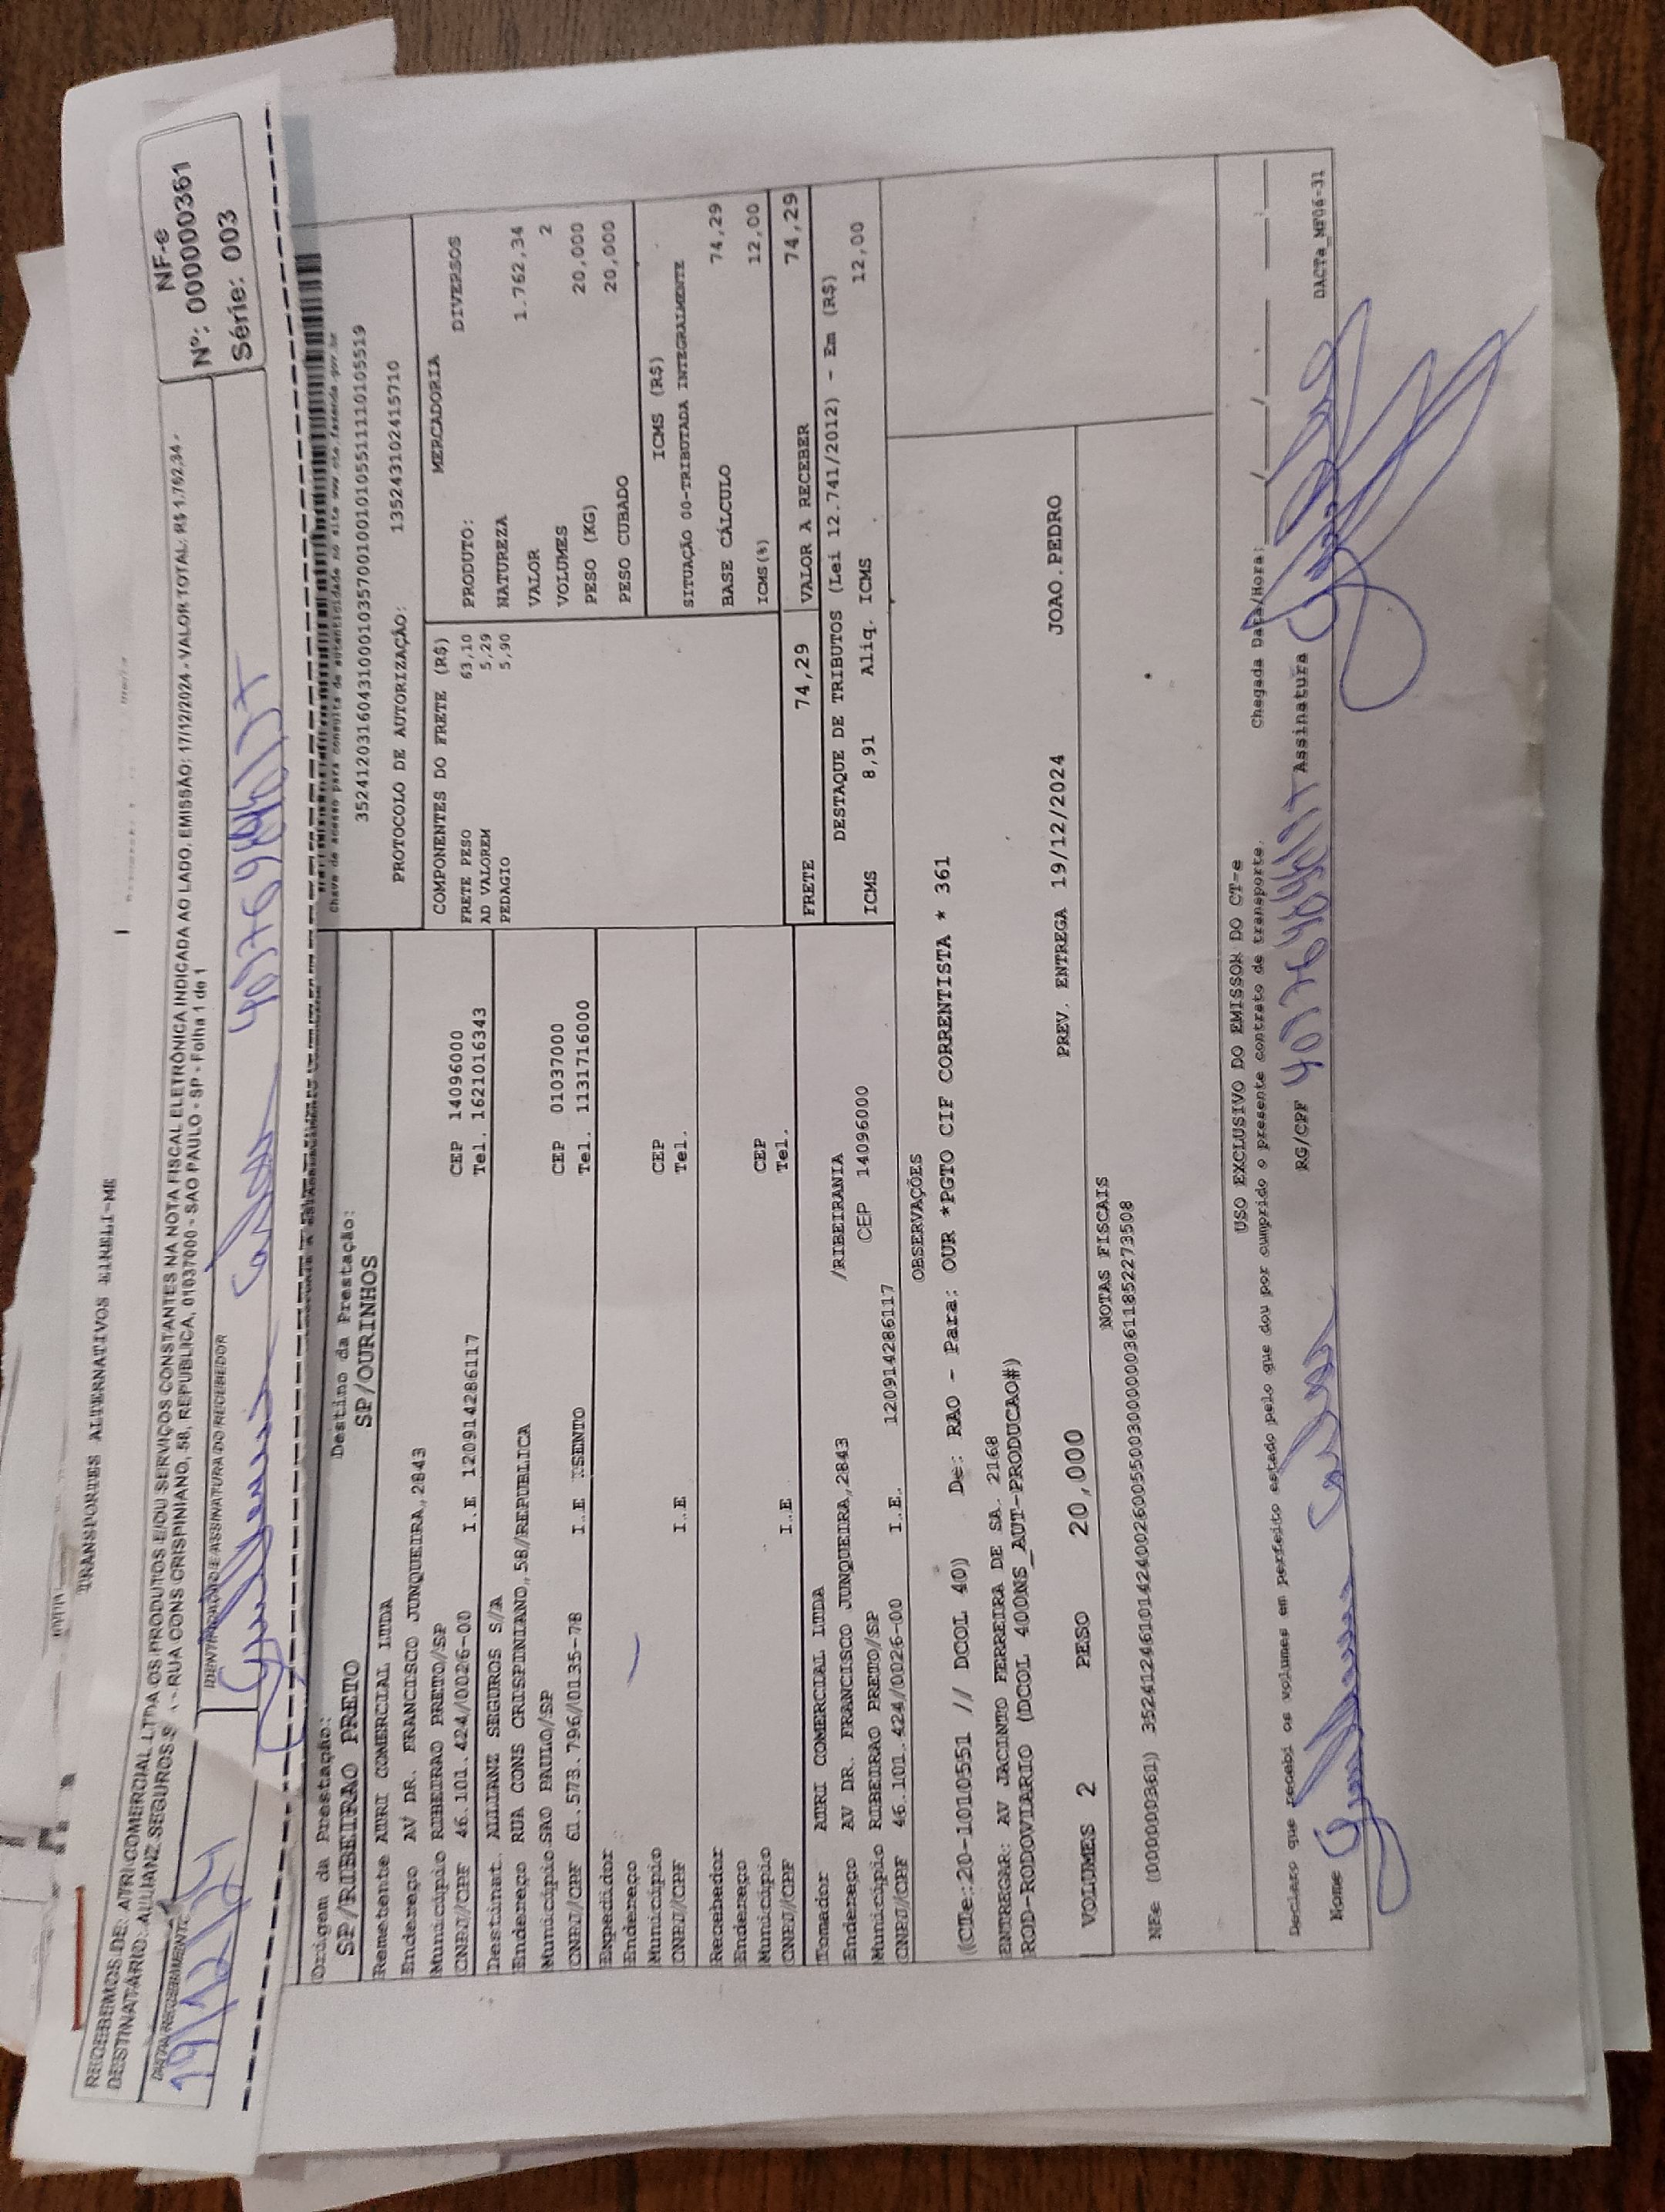 TRANSPORTES ALTERNATIVOS EIRELI-ME
RECEBEMOS DE: ATRI COMERCIAL LTDA OS PRODUTOS E/OU SERVIÇOS CONSTANTES NA NOTA FISCAL ELETRÔNICA INDICADA AO LADO. EMISSÃO: 17/12/2024 - VALOR TOTAL: R$ 1.762,34 -
DESTINATÁRIO: ALLIANZ SEGUROS S - RUA CONS CRISPINIANO, 58, REPUBLICA, 01037000 - SAO PAULO - SP - Folha 1 de 1
NF-e
Nº: 000000361
Série: 003
DATA RECEBIMENTO
IDENTIFICAÇÃO E ASSINATURA DO RECEBEDOR
19/12/24
Chave de acesso para consulta de autenticidade no site www.cte.fazenda.gov.br
35241203160431000103570010010105511110105519
PROTOCOLO DE AUTORIZAÇÃO: 135243102415710
Origem da Prestação: Destino da Prestação:
SP/RIBEIRAO PRETO SP/OURINHOS
Remetente ATRI COMERCIAL LTDA
Endereço AV DR. FRANCISCO JUNQUEIRA,,2843
Município RIBEIRAO PRETO/SP CEP 14096000
CNPJ/CPF 46.101.424/0026-00 I.E 120914286117 Tel. 1621016343
Destinat. ALLIANZ SEGUROS S/A
Endereço RUA CONS CRISPINIANO,,58/REPUBLICA
Município SAO PAULO/SP CEP 01037000
CNPJ/CPF 61.573.796/0135-78 I.E ISENTO Tel. 1131716000
Expedidor
Endereço
Município CEP
CNPJ/CPF I.E Tel.
Recebedor
Endereço
Município CEP
CNPJ/CPF I.E Tel.
Tomador ATRI COMERCIAL LTDA
Endereço AV DR. FRANCISCO JUNQUEIRA,,2843 /RIBEIRANIA
Município RIBEIRAO PRETO/SP CEP 14096000
CNPJ/CPF 46.101.424/0026-00 I.E. 120914286117
COMPONENTES DO FRETE (R$)
FRETE PESO 63,10
AD VALOREM 5,29
PEDAGIO 5,90
MERCADORIA
PRODUTO: DIVERSOS
NATUREZA
VALOR 1.762,34
VOLUMES 2
PESO (KG) 20,000
PESO CUBADO 20,000
ICMS (R$)
SITUAÇÃO 00-TRIBUTADA INTEGRALMENTE
BASE CÁLCULO 74,29
ICMS(%) 12,00
FRETE 74,29 VALOR A RECEBER 74,29
DESTAQUE DE TRIBUTOS (Lei 12.741/2012) - Em (R$)
ICMS 8,91 Aliq. ICMS 12,00
OBSERVAÇÕES
(CTe:20-1010551 // DCOL 40) De: RAO - Para: OUR *PGTO CIF CORRENTISTA * 361
ENTREGAR: AV JACINTO FERREIRA DE SA. 2168
ROD-RODOVIARIO (DCOL 400NS_AUT-PRODUCAO#)
VOLUMES 2 PESO 20,000 PREV. ENTREGA 19/12/2024 JOAO.PEDRO
NOTAS FISCAIS
NFe (000000361) 35241246101424002600550030000003611852273508
USO EXCLUSIVO DO EMISSOR DO CT-e
Declaro que recebi os volumes em perfeito estado pelo que dou por cumprido o presente contrato de transporte. Chegada Data/Hora: / / :
Nome RG/CPF Assinatura
DACTe_MF06-31